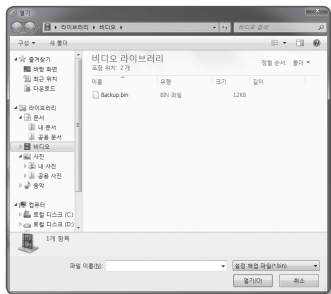 열기
라이브러리 ▸ 비디오 ▸
비디오 검색
구성 ▾ 새 폴더
즐겨찾기
바탕 화면
최근 위치
다운로드
라이브러리
문서
내 문서
공용 문서
비디오
사진
내 사진
공용 사진
음악
컴퓨터
로컬 디스크 (C:)
로컬 디스크 (D:)
비디오 라이브러리
포함 위치: 2개
정렬 순서: 폴더 ▾
이름 유형 크기 길이
Backup.bin BIN 파일 12KB
1개 항목
파일 이름(N):
설정 백업 파일(*.bin)
열기(O) 취소